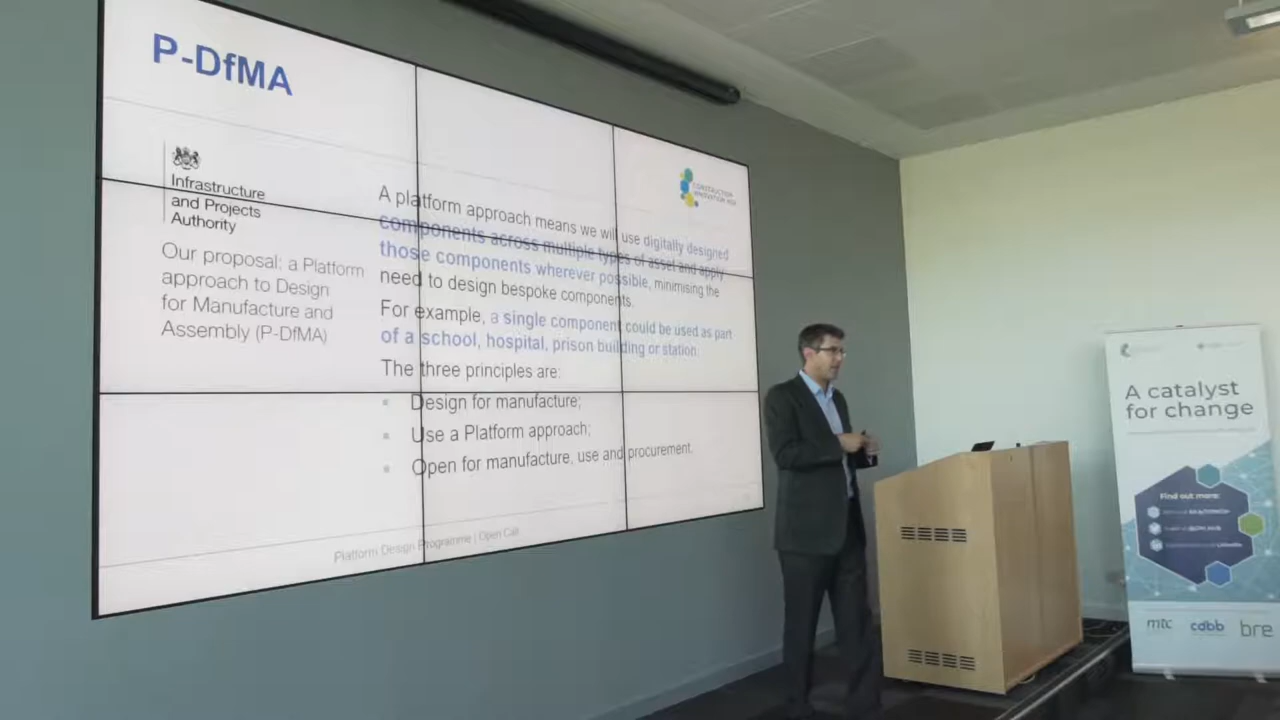 P-DfMA
Infrastructure
and Projects
Authority
Our proposal: a Platform
approach to Design
for Manufacture and
Assembly (P-DfMA)
CONSTRUCTION
INNOVATION HUB
A platform approach means we will use digitally designed
components across multiple types of asset and apply
those components wherever possible, minimising the
need to design bespoke components.
For example, a single component could be used as part
of a school, hospital, prison building or station.
The three principles are:
Design for manufacture;
Use a Platform approach;
Open for manufacture, use and procurement.
Platform Design Programme | Open Call
A catalyst
for change
Find out more:
mtc cdbb bre